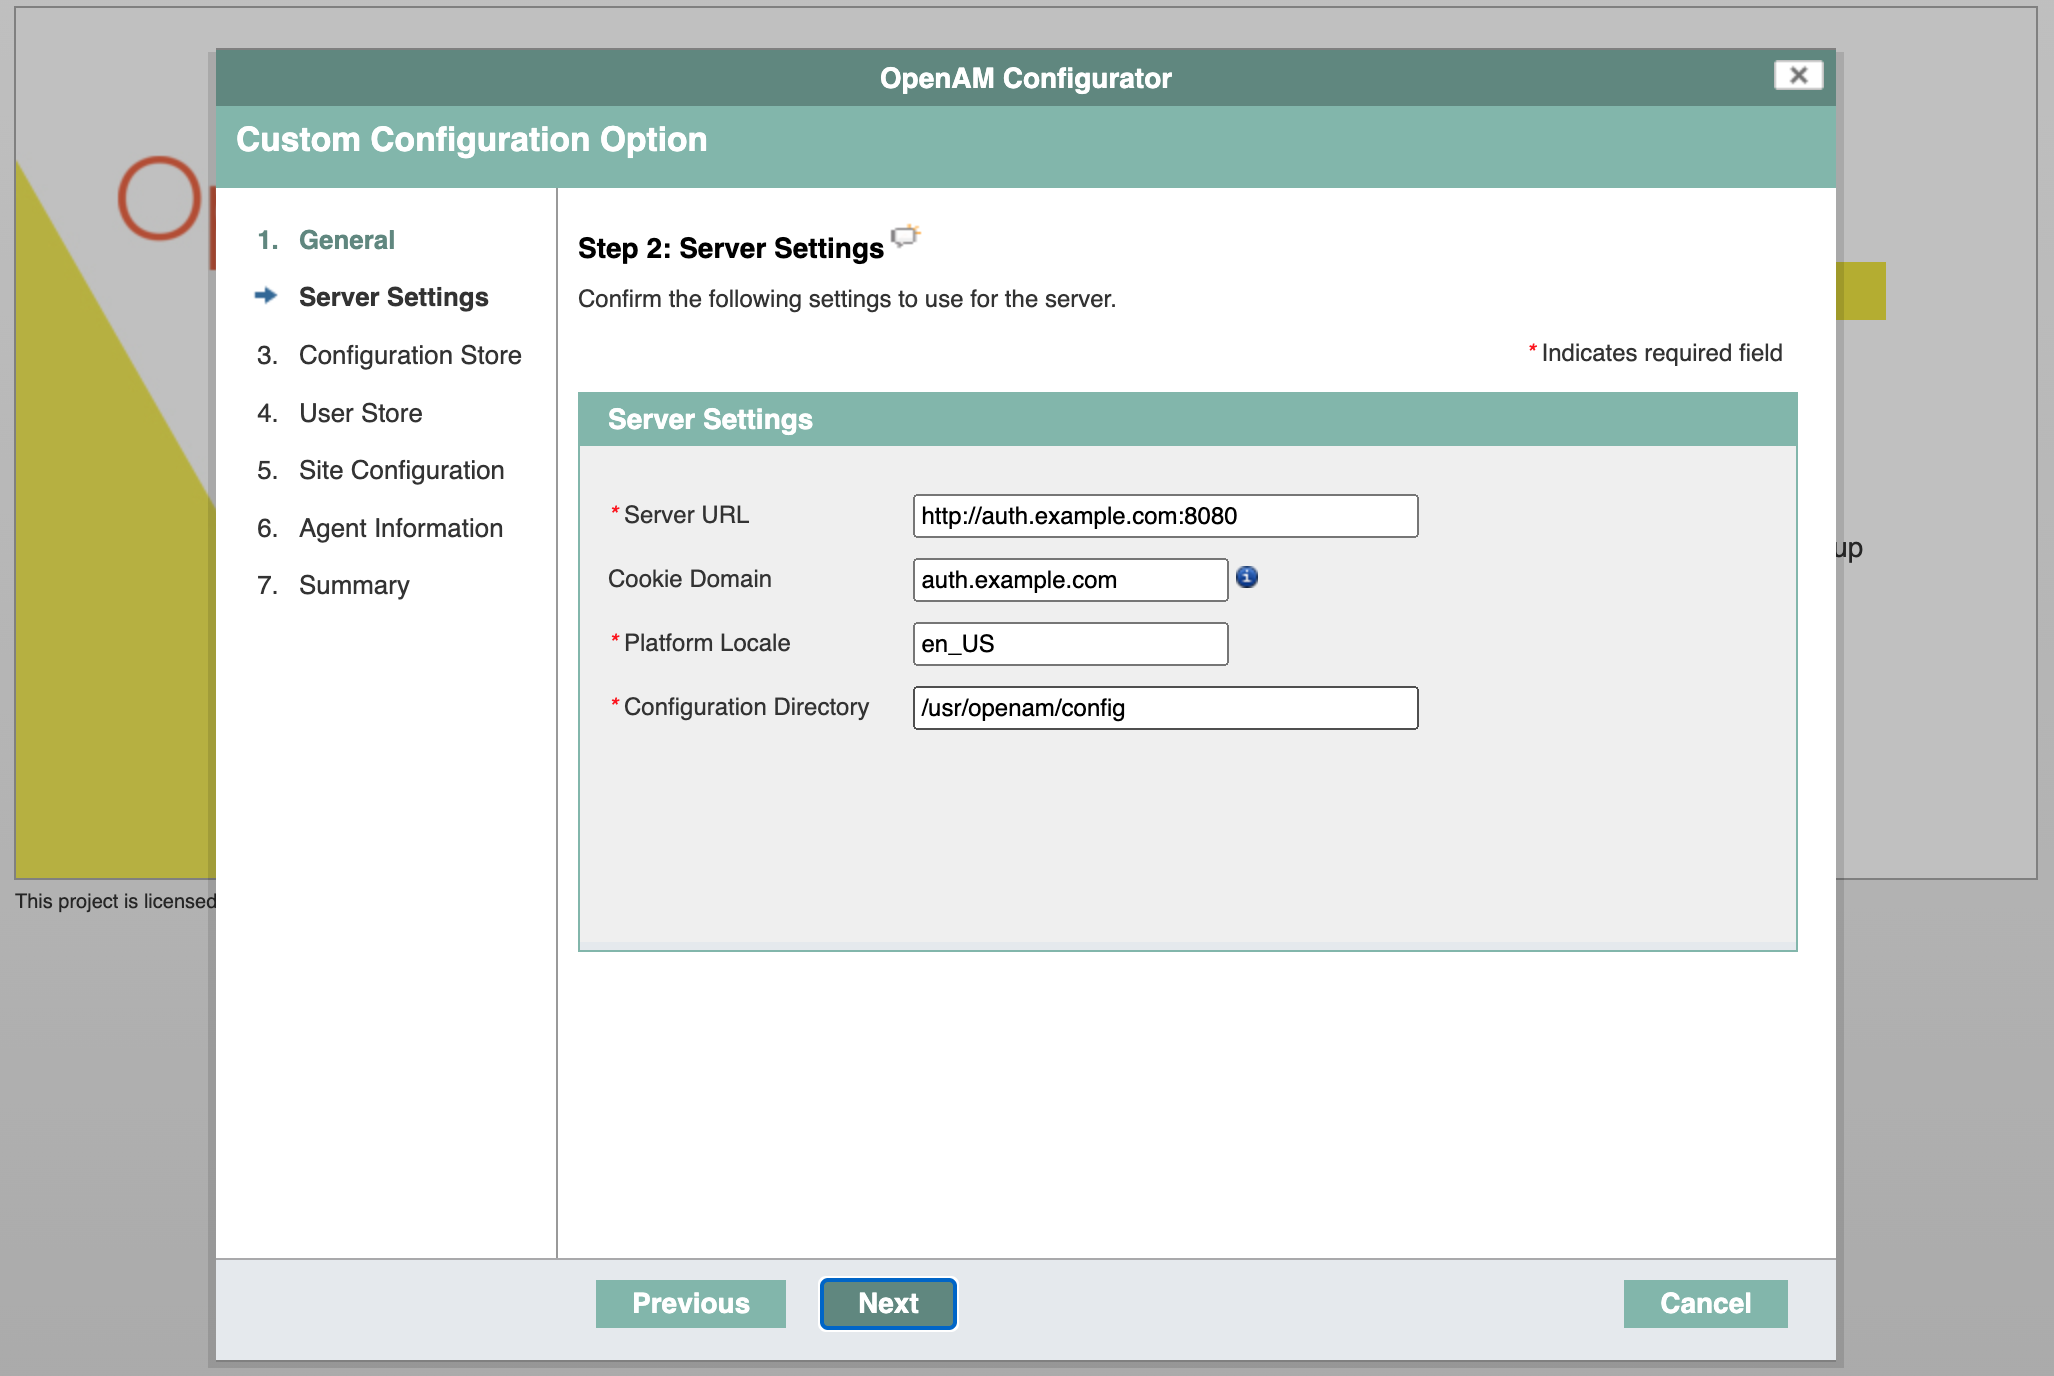 OpenAM Configurator
Custom Configuration Option
1. General
Server Settings
3. Configuration Store
4. User Store
5. Site Configuration
6. Agent Information
7. Summary
Step 2: Server Settings
Confirm the following settings to use for the server.
* Indicates required field
Server Settings
* Server URL http://auth.example.com:8080
Cookie Domain auth.example.com
* Platform Locale en_US
* Configuration Directory /usr/openam/config
Previous Next Cancel
Op
up
This project is licensed